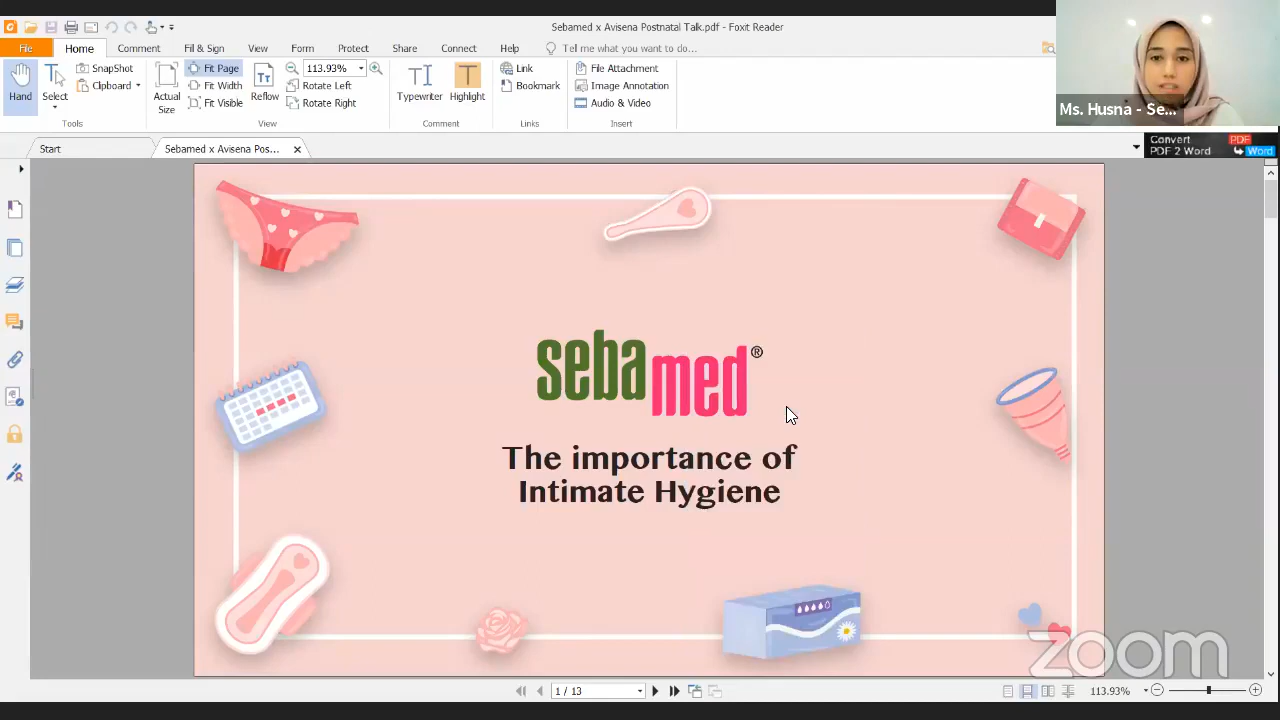 Sebamed x Avisena Postnatal Talk.pdf - Foxit Reader
File Home Comment Fill & Sign View Form Protect Share Connect Help Tell me what you want to do...
Hand
Select
SnapShot
Clipboard
Tools
Actual Size
Fit Page
Fit Width
Fit Visible
Reflow
113.93%
Rotate Left
Rotate Right
View
Typewriter
Highlight
Comment
Link
Bookmark
Links
File Attachment
Image Annotation
Audio & Video
Insert
Ms. Husna - Se...
Start
Sebamed x Avisena Pos...
Convert PDF
PDF 2 Word Word
sebamed®
The importance of
Intimate Hygiene
zoom
1 / 13
113.93%